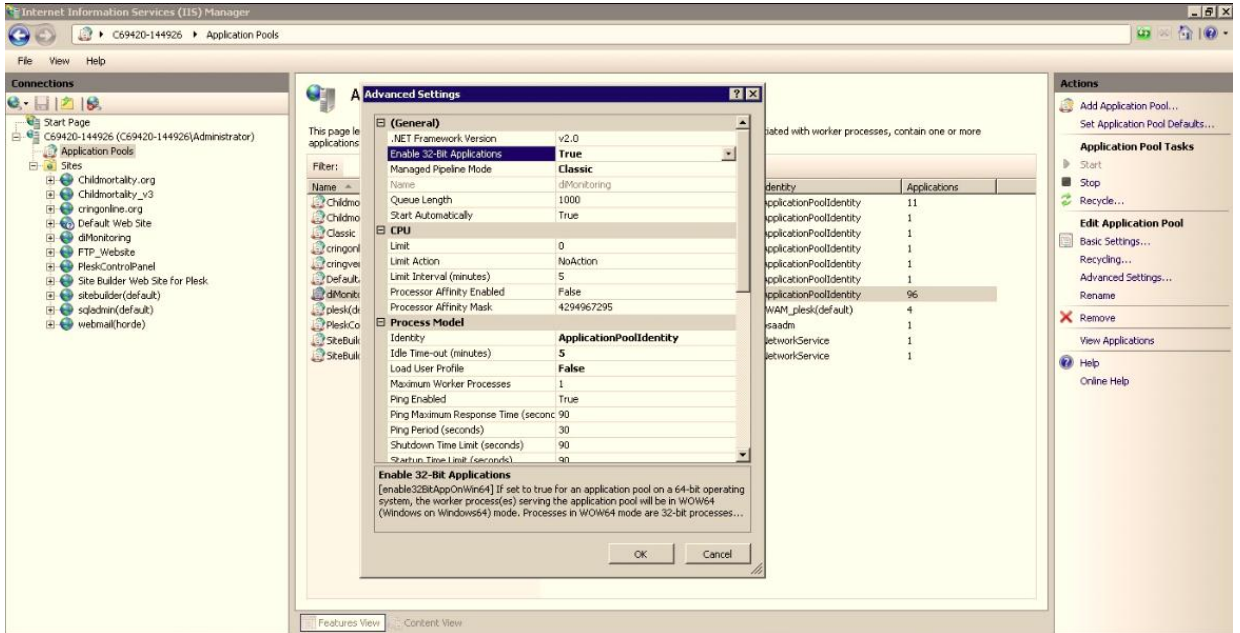 Internet Information Services (IIS) Manager
C69420-144926 Application Pools
File View Help
Connections
Start Page
C69420-144926 (C69420-144926\Administrator)
Application Pools
Sites
Childmortality.org
Childmortality_v3
cringonline.org
Default Web Site
diMonitoring
FTP_Website
PleskControlPanel
Site Builder Web Site for Plesk
sitebuilder(default)
sqladmin(default)
webmail(horde)
A
This page le
iated with worker processes, contain one or more
applications
Filter:
Name dentity Applications
Childmo pplicationPoolIdentity 11
Childmo pplicationPoolIdentity 1
Classic pplicationPoolIdentity 1
cringonl pplicationPoolIdentity 1
cringver pplicationPoolIdentity 1
Default. pplicationPoolIdentity 1
diMonit pplicationPoolIdentity 96
plesk(de WAM_plesk(default) 4
PleskCo psaadm 1
SiteBuilc etworkService 1
SiteBuilc etworkService 1
Advanced Settings
(General)
.NET Framework Version v2.0
Enable 32-Bit Applications True
Managed Pipeline Mode Classic
Name diMonitoring
Queue Length 1000
Start Automatically True
CPU
Limit 0
Limit Action NoAction
Limit Interval (minutes) 5
Processor Affinity Enabled False
Processor Affinity Mask 4294967295
Process Model
Identity ApplicationPoolIdentity
Idle Time-out (minutes) 5
Load User Profile False
Maximum Worker Processes 1
Ping Enabled True
Ping Maximum Response Time (seconc 90
Ping Period (seconds) 30
Shutdown Time Limit (seconds) 90
Startup Time Limit (seconds) 90
Enable 32-Bit Applications
[enable32BitAppOnWin64] If set to true for an application pool on a 64-bit operating
system, the worker process(es) serving the application pool will be in WOW64
(Windows on Windows64) mode. Processes in WOW64 mode are 32-bit processes...
OK Cancel
Features View Content View
Actions
Add Application Pool...
Set Application Pool Defaults...
Application Pool Tasks
Start
Stop
Recycle...
Edit Application Pool
Basic Settings...
Recycling...
Advanced Settings...
Rename
Remove
View Applications
Help
Online Help